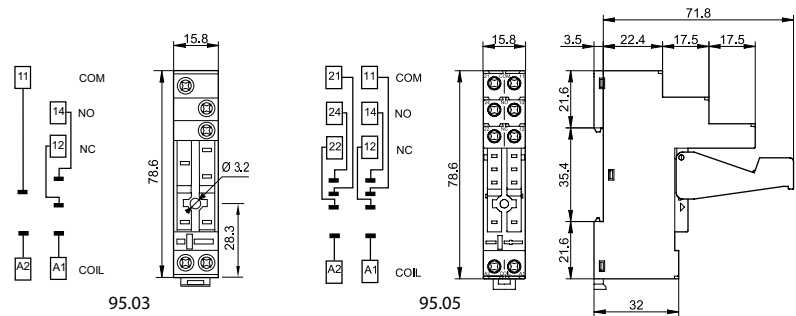 15.8
11 COM
14 NO
12 NC
78.6
Ø 3.2
28.3
A2 A1 COIL
95.03
15.8
21 11 COM
24 14 NO
22 12 NC
78.6
A2 A1 COIL
95.05
71.8
3.5 22.4 17.5 17.5
21.6
35.4
21.6
32